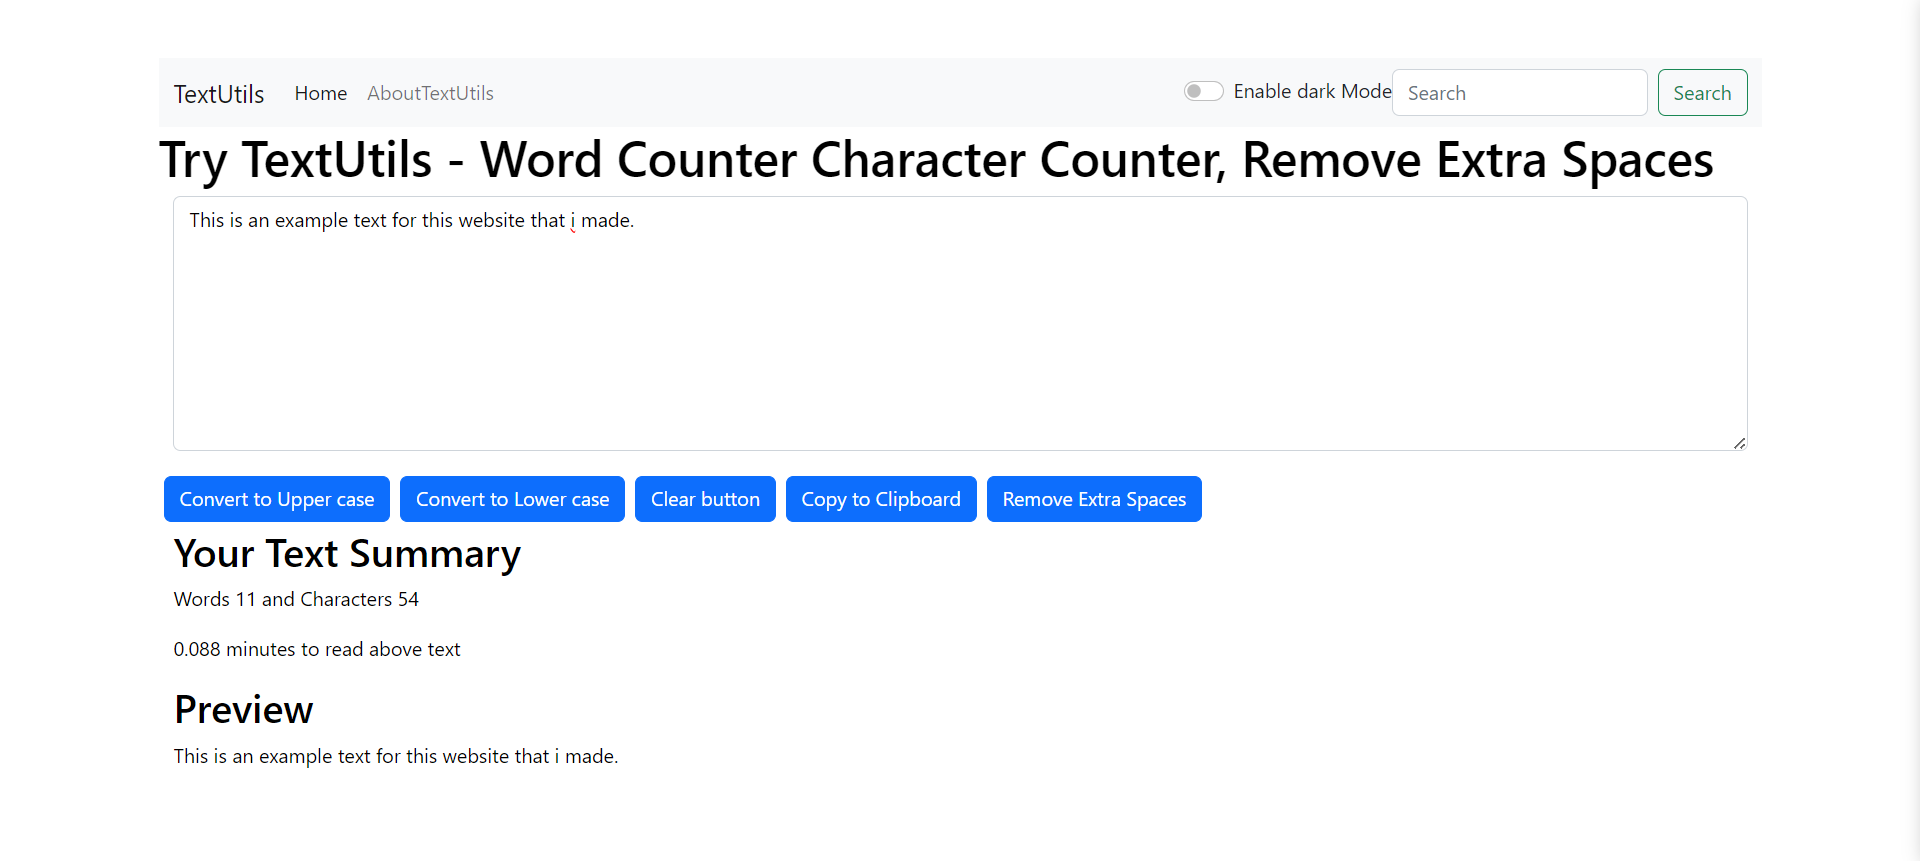 TextUtils Home AboutTextUtils Enable dark Mode Search Search
Try TextUtils - Word Counter Character Counter, Remove Extra Spaces
This is an example text for this website that i made.
Convert to Upper case Convert to Lower case Clear button Copy to Clipboard Remove Extra Spaces
Your Text Summary
Words 11 and Characters 54
0.088 minutes to read above text
Preview
This is an example text for this website that i made.